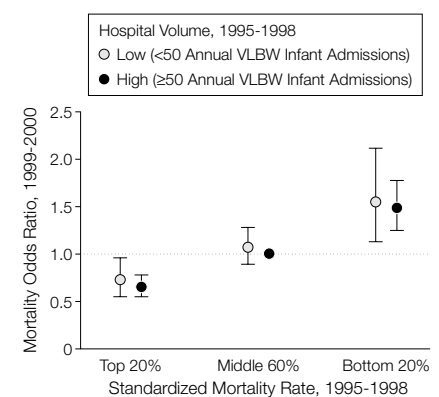 Hospital Volume, 1995-1998
Low (<50 Annual VLBW Infant Admissions)
High (≥50 Annual VLBW Infant Admissions)
Mortality Odds Ratio, 1999-2000
2.5
2.0
1.5
1.0
0.5
0
Top 20% Middle 60% Bottom 20%
Standardized Mortality Rate, 1995-1998